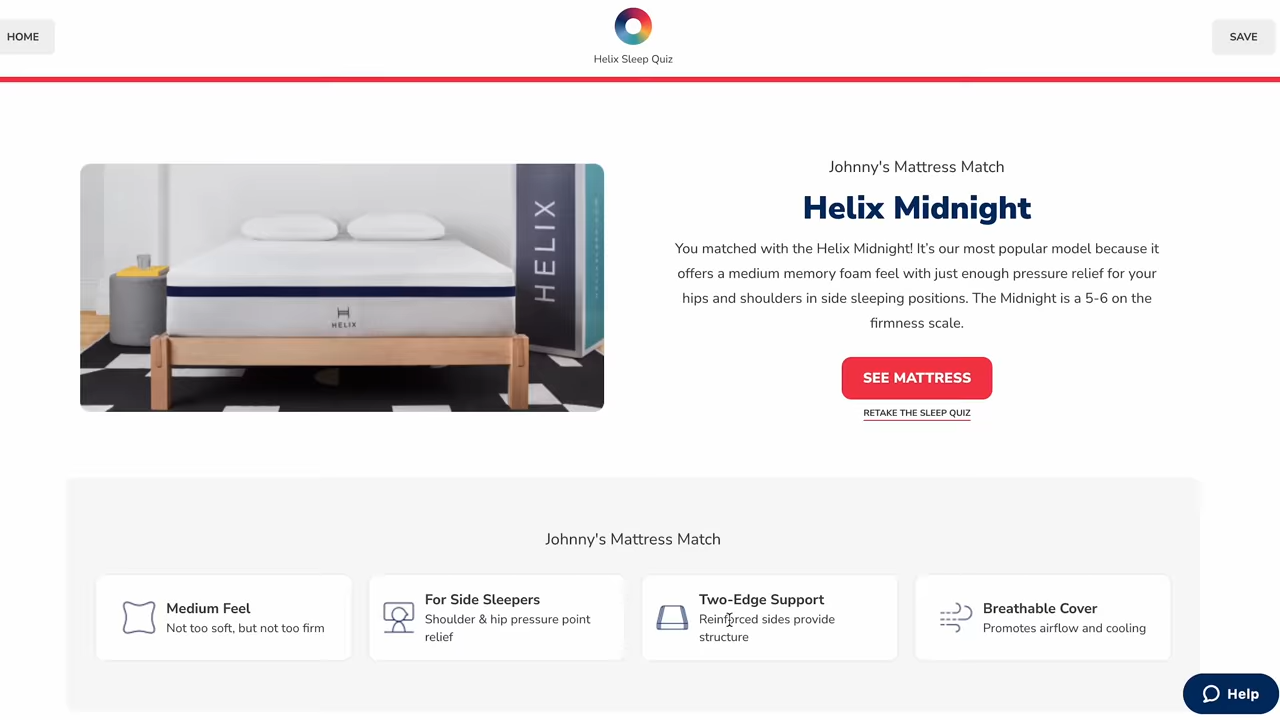 HOME
Helix Sleep Quiz
SAVE
HELIX
HELIX
Johnny's Mattress Match
Helix Midnight
You matched with the Helix Midnight! It's our most popular model because it
offers a medium memory foam feel with just enough pressure relief for your
hips and shoulders in side sleeping positions. The Midnight is a 5-6 on the
firmness scale.
SEE MATTRESS
RETAKE THE SLEEP QUIZ
Johnny's Mattress Match
Medium Feel
Not too soft, but not too firm
For Side Sleepers
Shoulder & hip pressure point
relief
Two-Edge Support
Reinforced sides provide
structure
Breathable Cover
Promotes airflow and cooling
Help